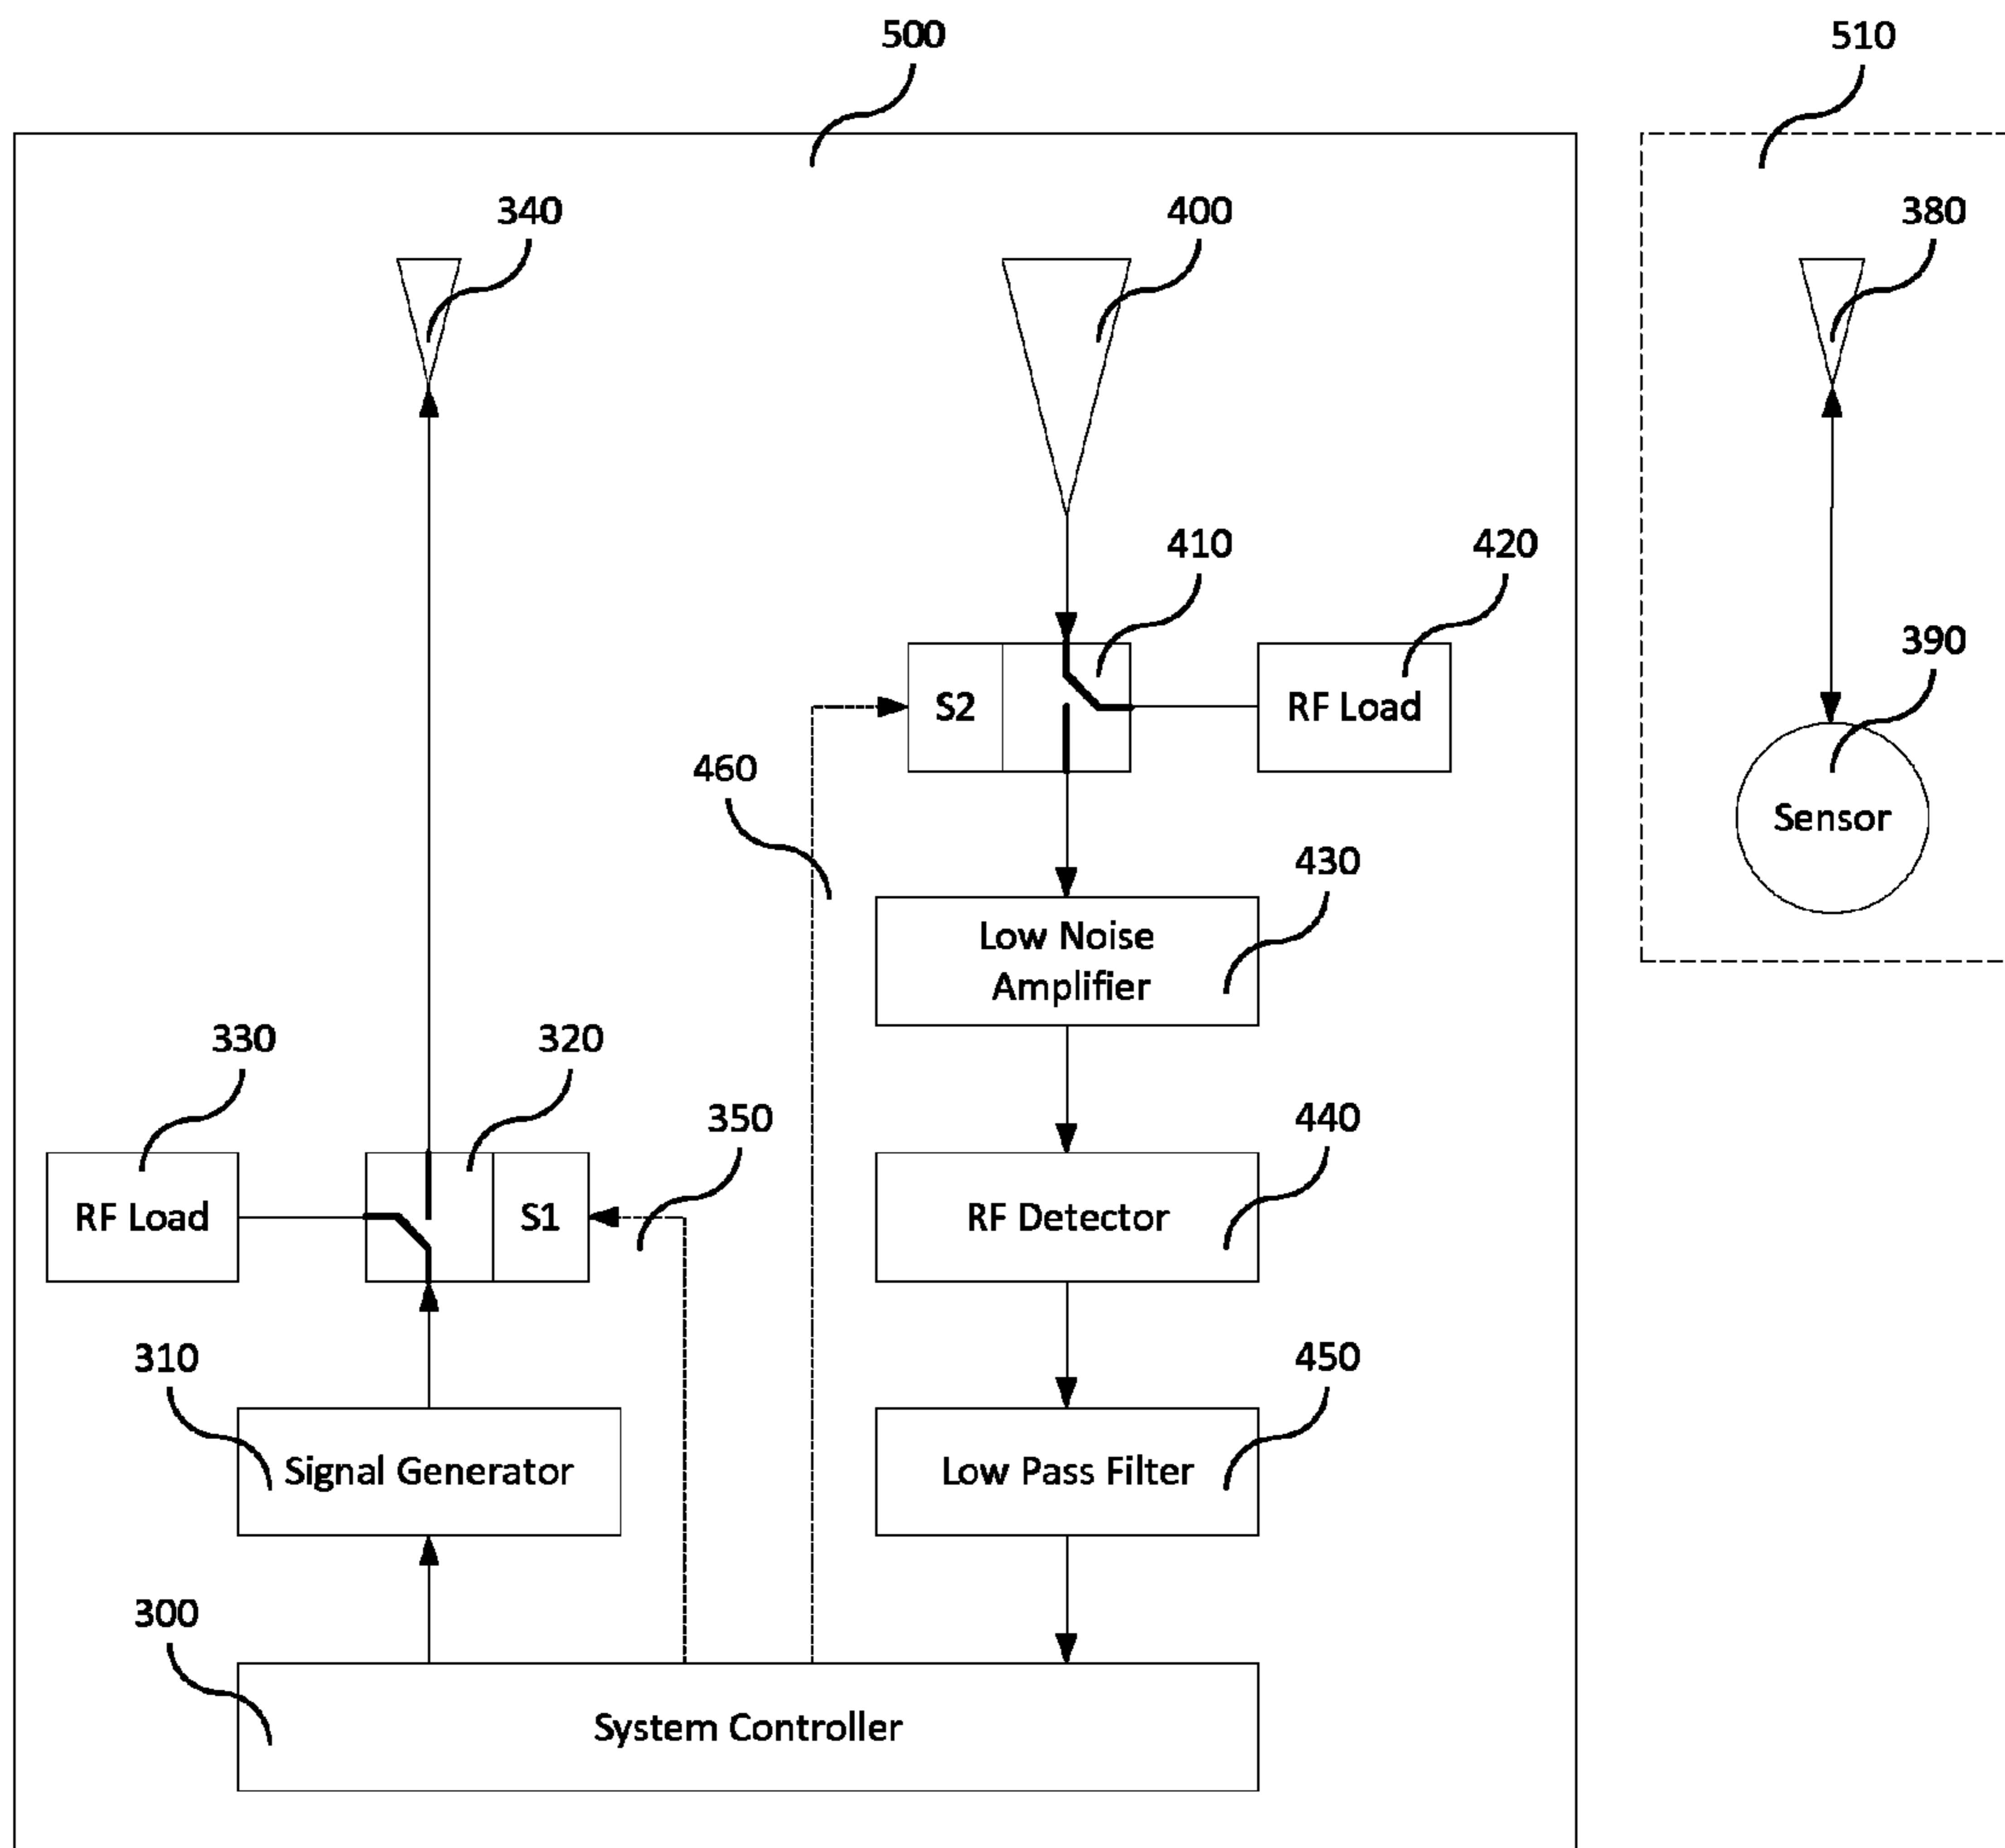 500
510
340
400
380
410
420
S2
RF Load
390
460
Sensor
430
Low Noise
Amplifier
330
320
350
440
RF Load
S1
RF Detector
310
450
Signal Generator
Low Pass Filter
300
System Controller